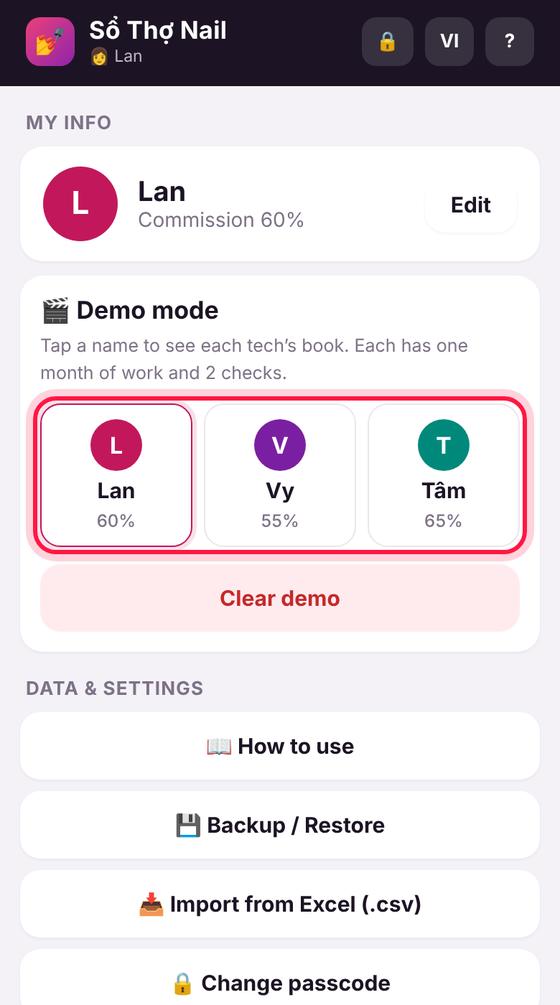 Sổ Thợ Nail
Lan
VI
?
MY INFO
L
Lan
Commission 60%
Edit
Demo mode
Tap a name to see each tech’s book. Each has one
month of work and 2 checks.
L
V
T
Lan
Vy
Tâm
60%
55%
65%
Clear demo
DATA & SETTINGS
How to use
Backup / Restore
Import from Excel (.csv)
Change passcode